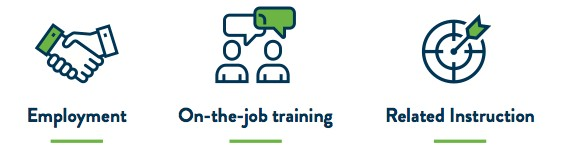 Employment
On-the-job training
Related Instruction